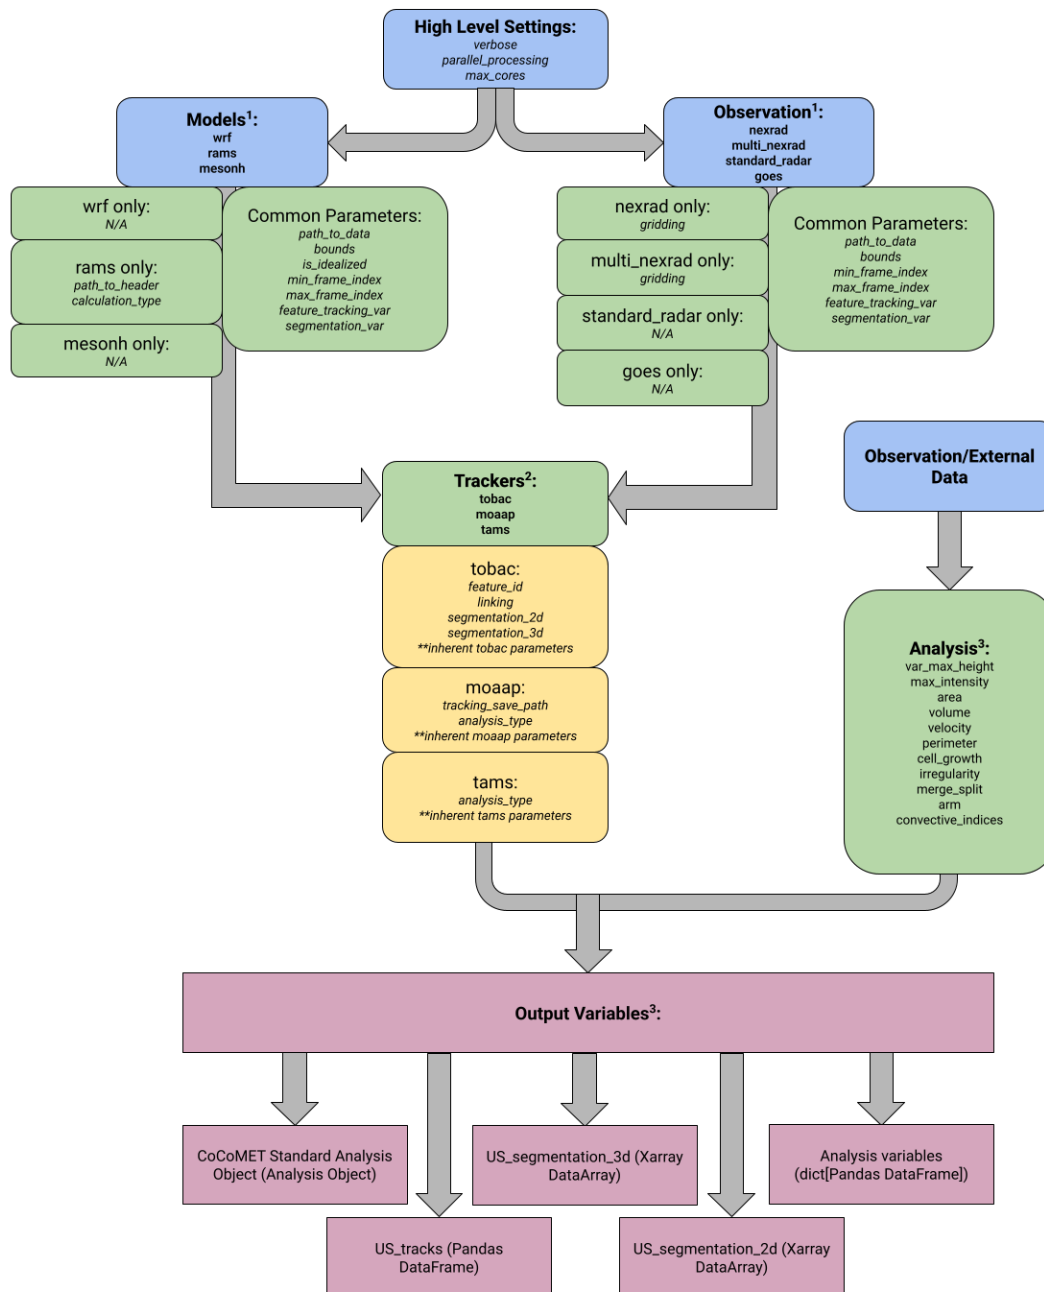 High Level Settings:
verbose
parallel_processing
max_cores
Models¹:
wrf
rams
mesonh
Observation¹:
nexrad
multi_nexrad
standard_radar
goes
wrf only:
N/A
rams only:
path_to_header
calculation_type
mesonh only:
N/A
Common Parameters:
path_to_data
bounds
is_idealized
min_frame_index
max_frame_index
feature_tracking_var
segmentation_var
nexrad only:
gridding
multi_nexrad only:
gridding
standard_radar only:
N/A
goes only:
N/A
Common Parameters:
path_to_data
bounds
min_frame_index
max_frame_index
feature_tracking_var
segmentation_var
Trackers²:
tobac
moaap
tams
tobac:
feature_id
linking
segmentation_2d
segmentation_3d
**inherent tobac parameters
moaap:
tracking_save_path
analysis_type
**inherent moaap parameters
tams:
analysis_type
**inherent tams parameters
Observation/External
Data
Analysis³:
var_max_height
max_intensity
area
volume
velocity
perimeter
cell_growth
irregularity
merge_split
arm
convective_indices
Output Variables³:
CoCoMET Standard Analysis
Object (Analysis Object)
US_tracks (Pandas
DataFrame)
US_segmentation_3d (Xarray
DataArray)
US_segmentation_2d (Xarray
DataArray)
Analysis variables
(dict[Pandas DataFrame])